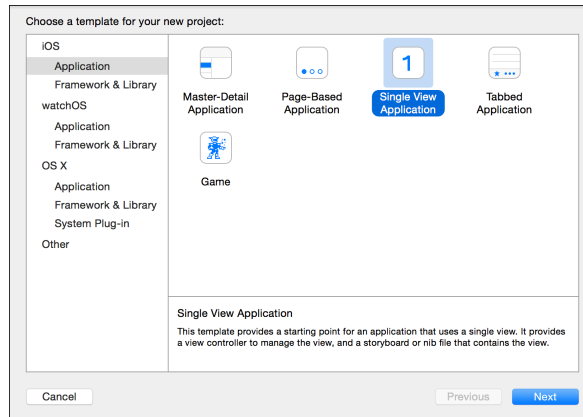 Choose a template for your new project:
iOS
Application
Framework & Library
watchOS
Application
Framework & Library
OS X
Application
Framework & Library
System Plug-in
Other
Master-Detail
Application
Page-Based
Application
1
Single View
Application
Tabbed
Application
Game
Single View Application
This template provides a starting point for an application that uses a single view. It provides
a view controller to manage the view, and a storyboard or nib file that contains the view.
Cancel
Previous
Next